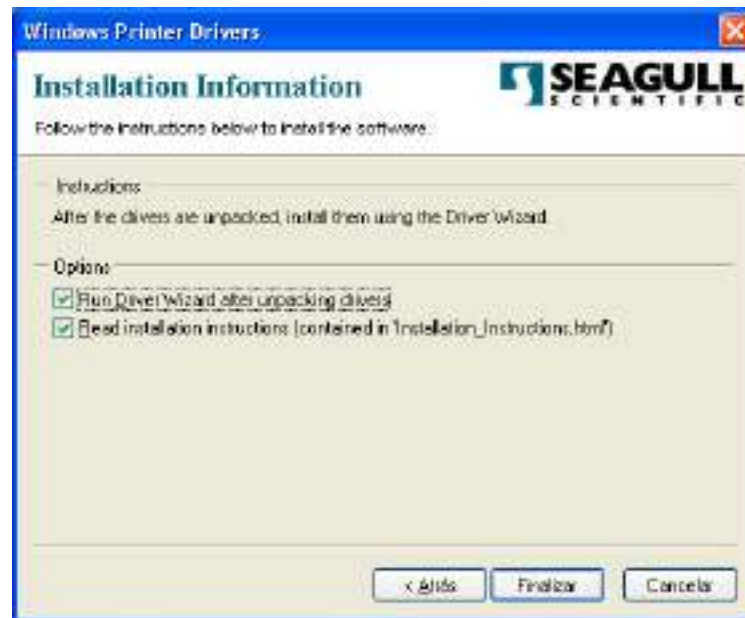 Windows Printer Drivers
Installation Information
SEAGULL
SCIENTIFIC
Follow the instructions below to install the software.
Instructions
After the drivers are unpacked, install them using the Driver Wizard.
Options
Run Driver Wizard after unpacking drivers
Read installation instructions (contained in 'Installation_Instructions.html')
< Atrás
Finalizar
Cancelar